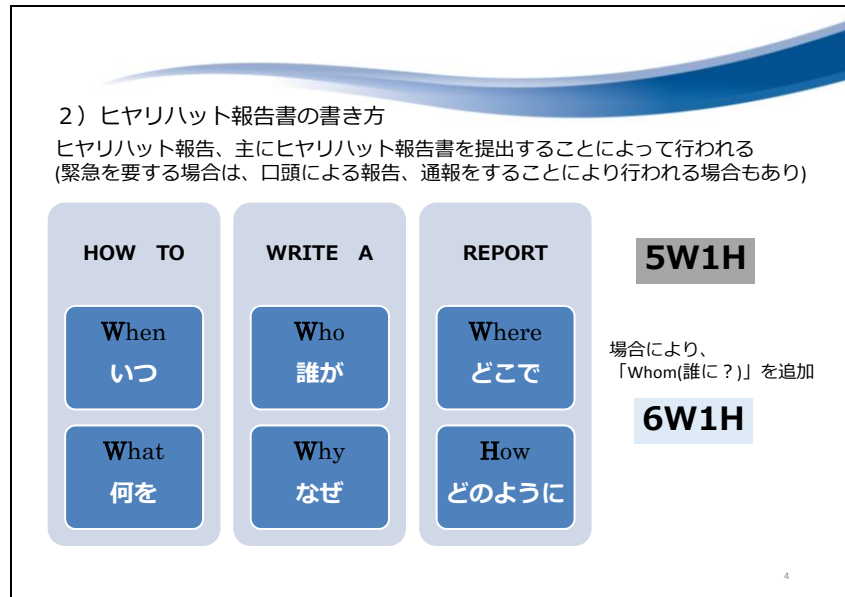 ２）ヒヤリハット報告書の書き方
ヒヤリハット報告、主にヒヤリハット報告書を提出することによって行われる
(緊急を要する場合は、口頭による報告、通報をすることにより行われる場合もあり)
HOW TO
WRITE A
REPORT
5W1H
When
いつ
Who
誰が
Where
どこで
場合により、
「Whom(誰に？)」を追加
6W1H
What
何を
Why
なぜ
How
どのように
4